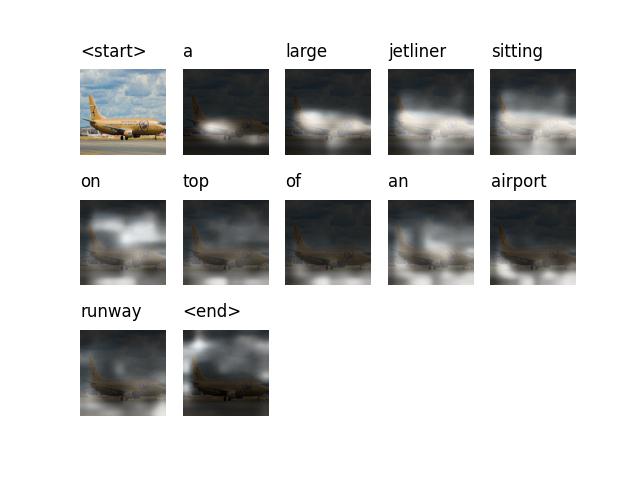 <start> a large jetliner sitting
on top of an airport
runway <end>